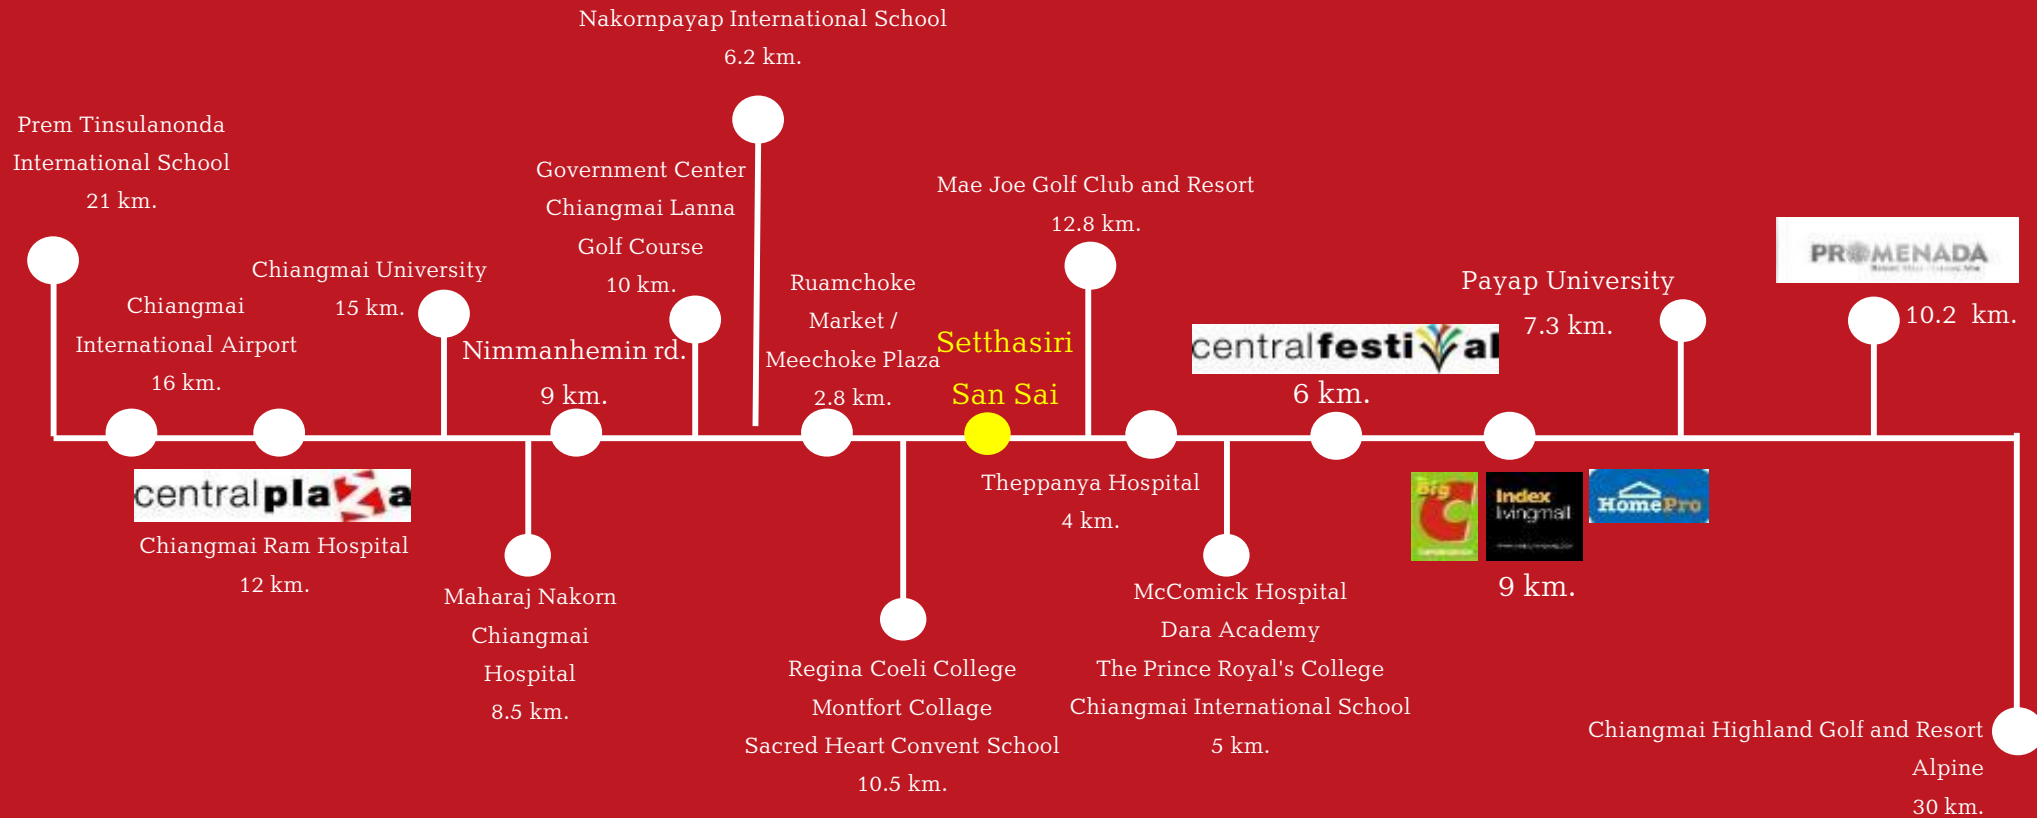 Nakornpayap International School
6.2 km.
Prem Tinsulanonda
International School
21 km.
Government Center
Chiangmai Lanna
Golf Course
10 km.
Mae Joe Golf Club and Resort
12.8 km.
PROMENADA
10.2 km.
Chiangmai University
15 km.
Chiangmai
International Airport
16 km.
Nimmanhemin rd.
9 km.
Ruamchoke
Market /
Meechoke Plaza
2.8 km.
Setthasiri
San Sai
centralfestival
6 km.
Payap University
7.3 km.
centralplaza
Chiangmai Ram Hospital
12 km.
Maharaj Nakorn
Chiangmai
Hospital
8.5 km.
Regina Coeli College
Montfort Collage
Sacred Heart Convent School
10.5 km.
Theppanya Hospital
4 km.
McComick Hospital
Dara Academy
The Prince Royal's College
Chiangmai International School
5 km.
Big
C
Index
livingmall
HomePro
9 km.
Chiangmai Highland Golf and Resort
Alpine
30 km.